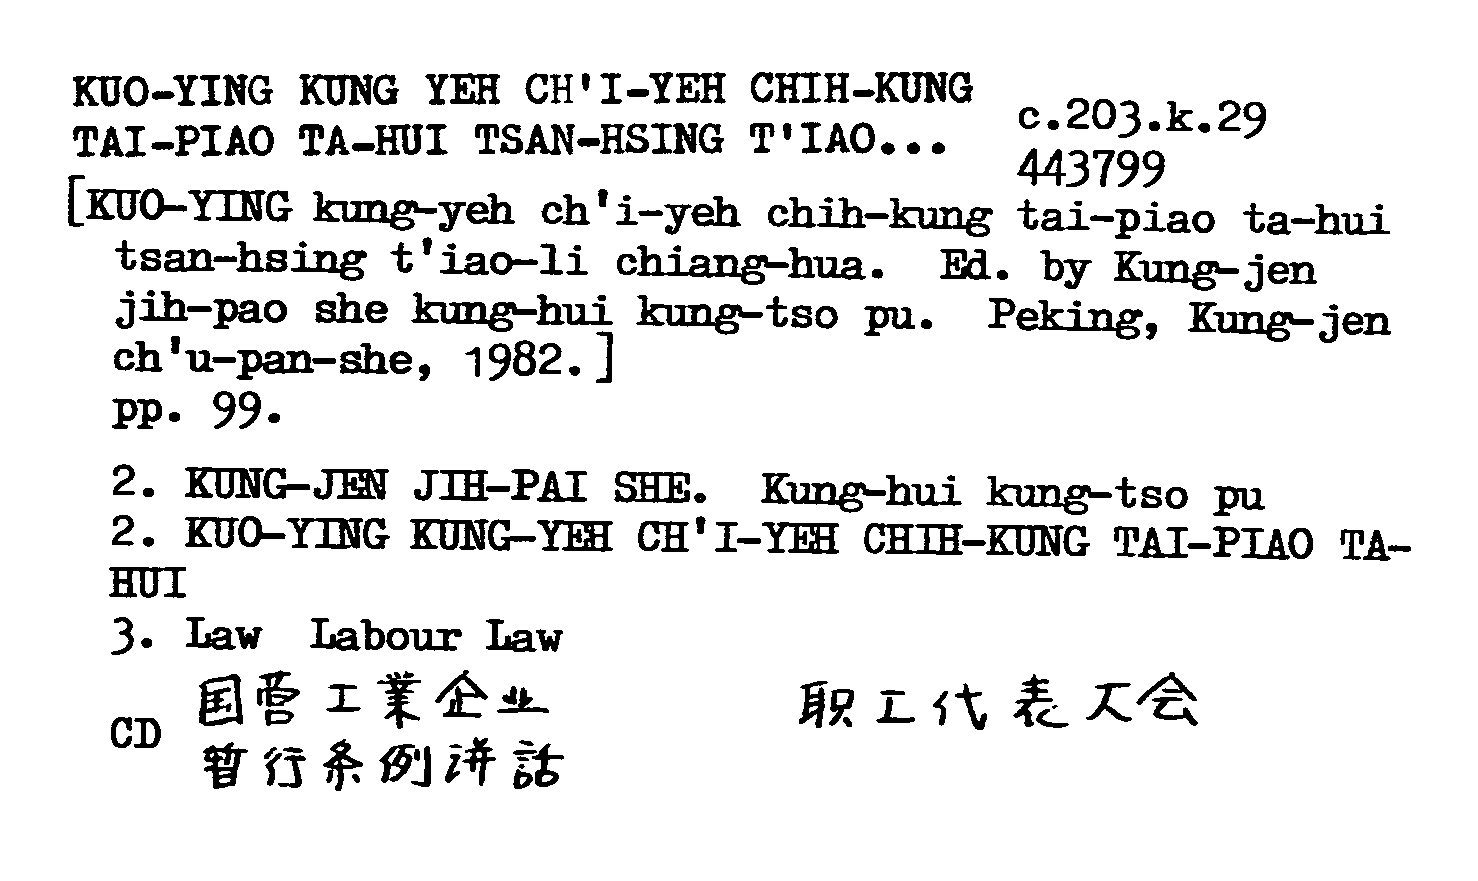 KUO-YING KUNG YEH CH'I-YEH CHIH-KUNG
TAI-PIAO TA-HUI TSAN-HSING T'IAO...
c.203.k.29
443799
[KUO-YING kung-yeh ch'i-yeh chih-kung tai-piao ta-hui
tsan-hsing t'iao-li chiang-hua. Ed. by Kung-jen
jih-pao she kung-hui kung-tso pu. Peking, Kung-jen
ch'u-pan-she, 1982.]
pp. 99.
2. KUNG-JEN JIH-PAI SHE. Kung-hui kung-tso pu
2. KUO-YING KUNG-YEH CH'I-YEH CHIH-KUNG TAI-PIAO TA-
HUI
3. Law Labour Law
国营工業企业 职工代表大会
CD
暂行条例讲話